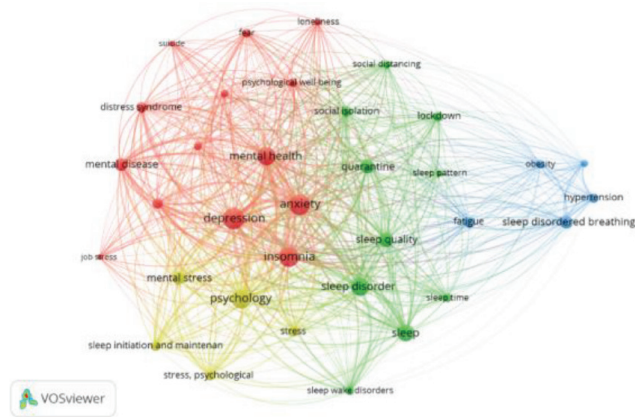 loneliness
fear
suicide
social distancing
psychological well-being
distress syndrome
social isolation
lockdown
mental health
mental disease
quarantine
obesity
sleep pattern
hypertension
anxiety
depression
fatigue
sleep disordered breathing
sleep quality
job stress
insomnia
mental stress
sleep disorder
psychology
sleep time
stress
sleep
sleep initiation and maintenan
stress, psychological
sleep wake disorders
VOSviewer